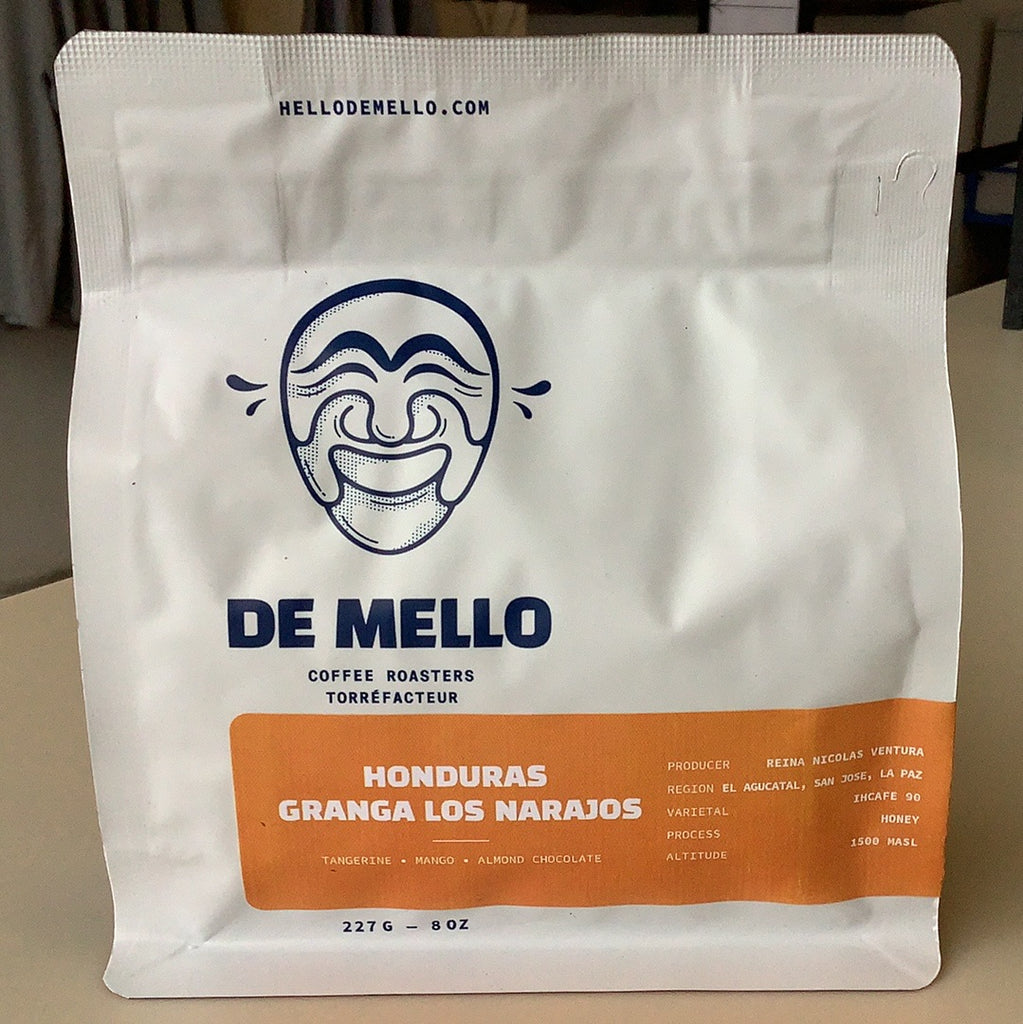 HELLODEMELLO.COM
DE MELLO
COFFEE ROASTERS
TORRÉFACTEUR
HONDURAS
GRANGA LOS NARAJOS
TANGERINE • MANGO • ALMOND CHOCOLATE
PRODUCER REINA NICOLAS VENTURA
REGION EL AGUCATAL, SAN JOSE, LA PAZ
VARIETAL IHCAFE 90
PROCESS HONEY
ALTITUDE 1500 MASL
227G — 8OZ